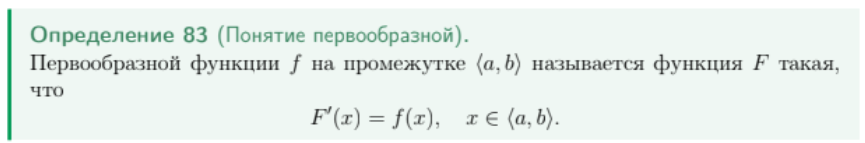 Определение 83 (Понятие первообразной).
Первообразной функции f на промежутке ⟨a, b⟩ называется функция F такая,
что
F′(x) = f(x), x ∈ ⟨a, b⟩.